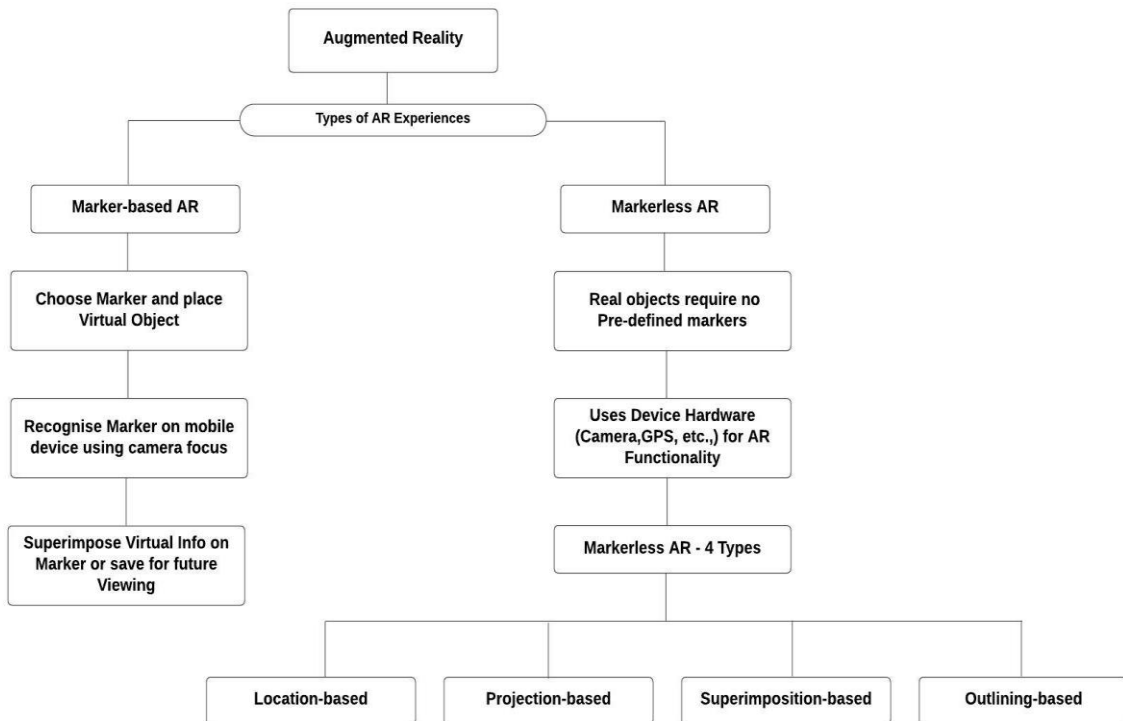 Augmented Reality
Types of AR Experiences
Marker-based AR
Markerless AR
Choose Marker and place
Virtual Object
Real objects require no
Pre-defined markers
Recognise Marker on mobile
device using camera focus
Uses Device Hardware
(Camera,GPS, etc.,) for AR
Functionality
Superimpose Virtual Info on
Marker or save for future
Viewing
Markerless AR - 4 Types
Location-based
Projection-based
Superimposition-based
Outlining-based